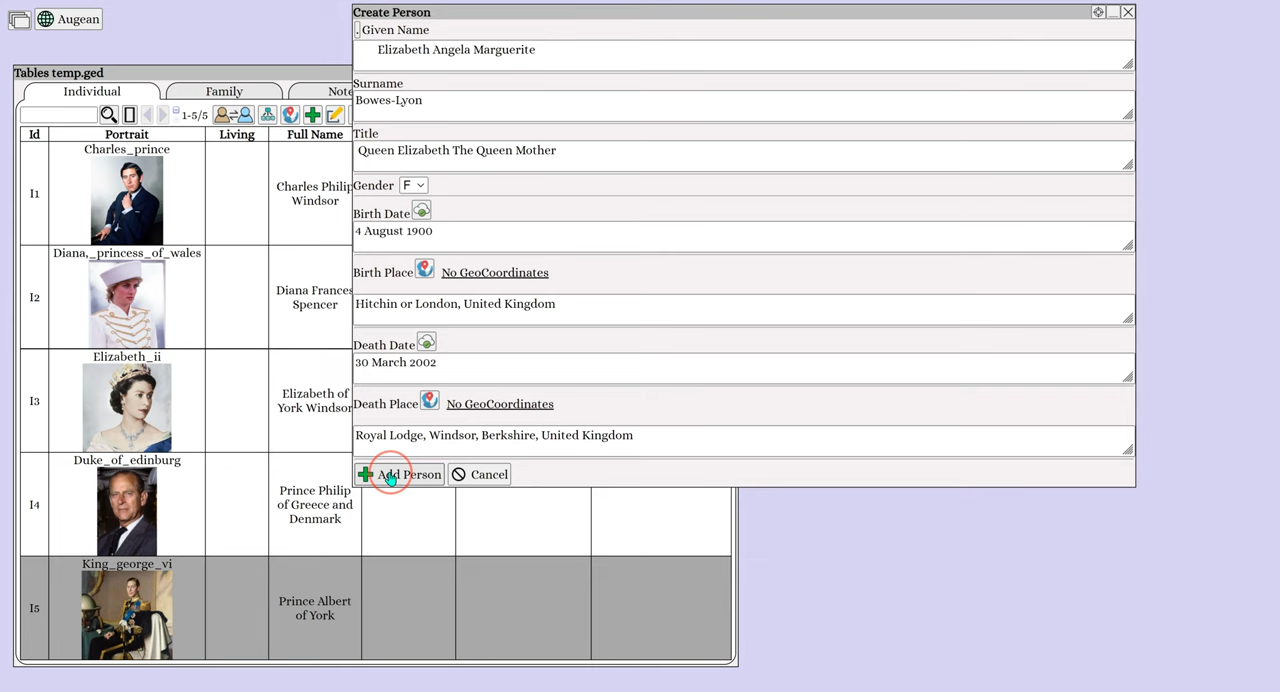 Augean
Create Person
. Given Name
Elizabeth Angela Marguerite
Surname
Bowes-Lyon
Title
Queen Elizabeth The Queen Mother
Gender F
Birth Date
4 August 1900
Birth Place No GeoCoordinates
Hitchin or London, United Kingdom
Death Date
30 March 2002
Death Place No GeoCoordinates
Royal Lodge, Windsor, Berkshire, United Kingdom
Add Person Cancel
Tables temp.ged
Individual Family Note
1-5/5
Id Portrait Living Full Name
I1 Charles_prince Charles Philip
Windsor
I2 Diana,_princess_of_wales Diana Frances
Spencer
I3 Elizabeth_ii Elizabeth of
York Windsor
I4 Duke_of_edinburg Prince Philip
of Greece and
Denmark
I5 King_george_vi Prince Albert
of York